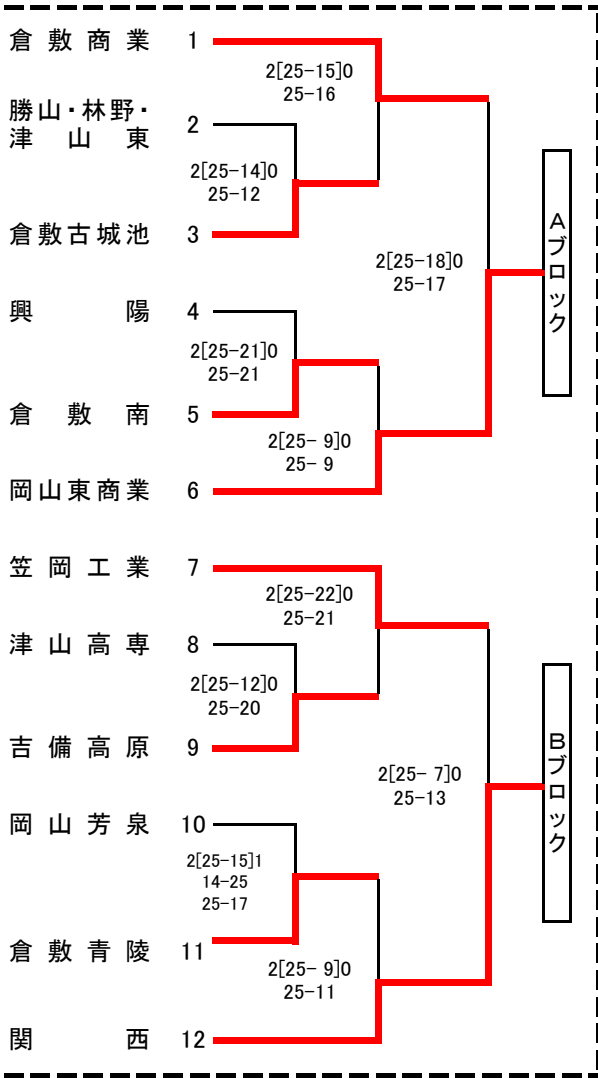 倉敷商業 1
2[25-15]0
25-16
勝山・林野・
津山東 2
2[25-14]0
25-12
倉敷古城池 3
2[25-18]0
25-17
Aブロック
興陽 4
2[25-21]0
25-21
倉敷南 5
2[25- 9]0
25- 9
岡山東商業 6
笠岡工業 7
2[25-22]0
25-21
津山高専 8
2[25-12]0
25-20
吉備高原 9
2[25- 7]0
25-13
Bブロック
岡山芳泉 10
2[25-15]1
14-25
25-17
倉敷青陵 11
2[25- 9]0
25-11
関西 12